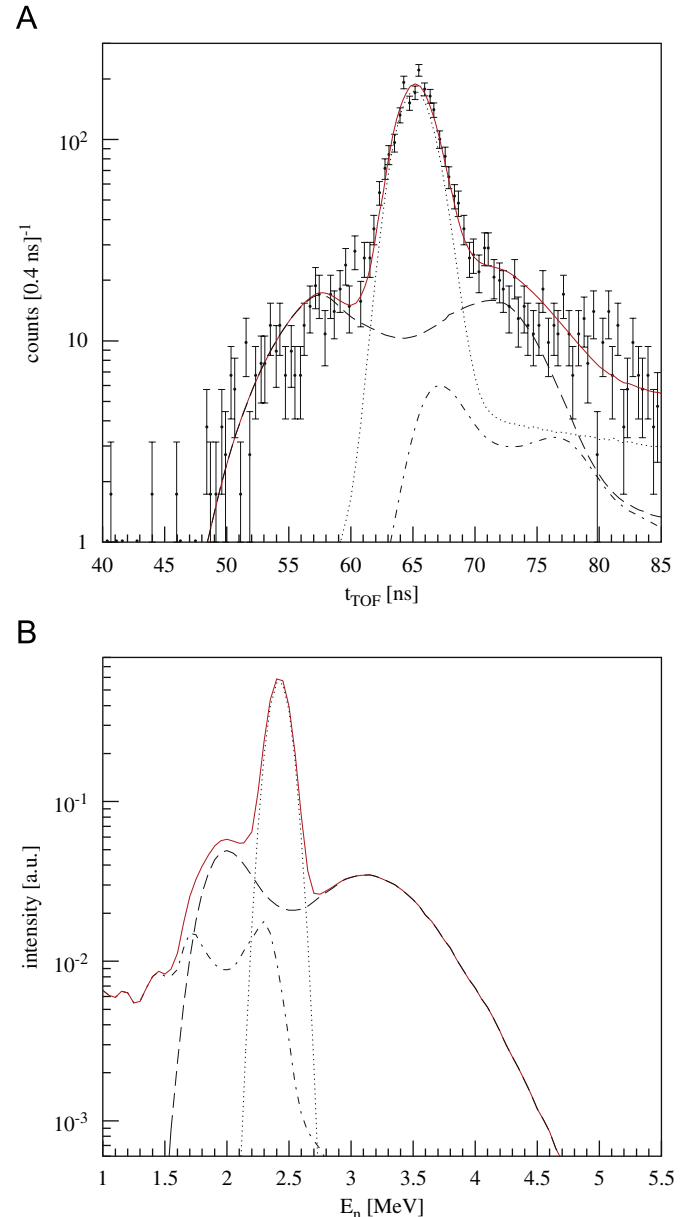 A
10²
10
1
counts [0.4 ns]⁻¹
40 45 50 55 60 65 70 75 80 85
t_TOF [ns]
B
10⁻¹
10⁻²
10⁻³
intensity [a.u.]
1 1.5 2 2.5 3 3.5 4 4.5 5 5.5
E_n [MeV]